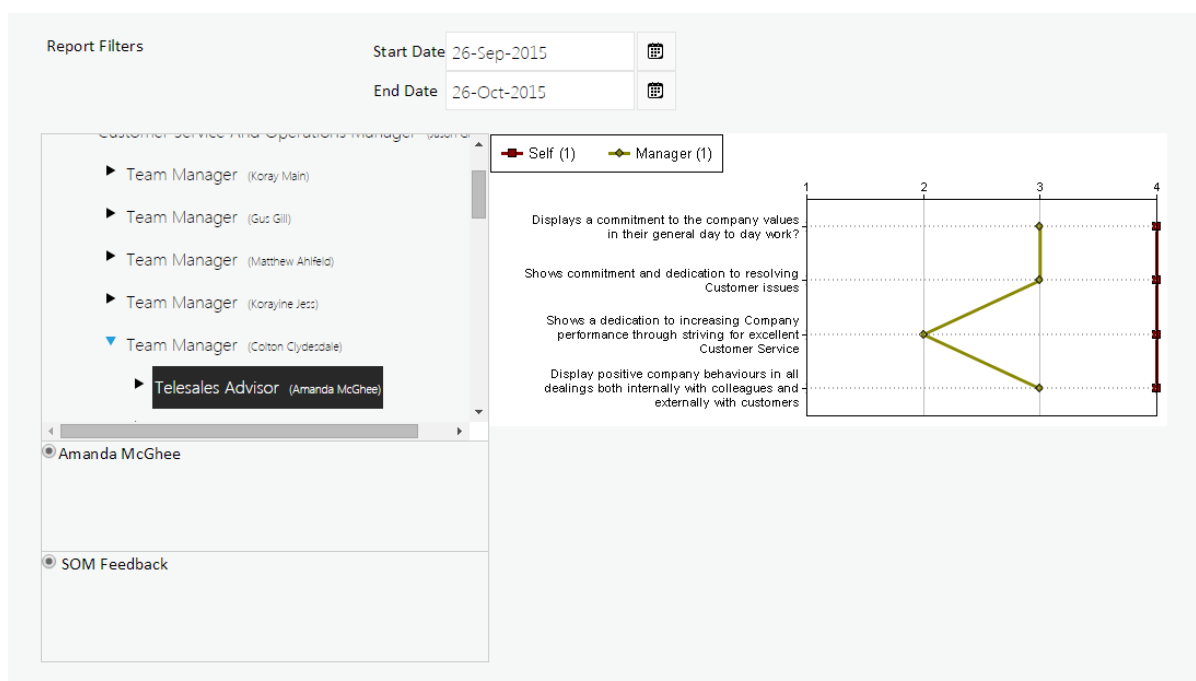 Report Filters
Start Date 26-Sep-2015
End Date 26-Oct-2015
Customer Service And Operations Manager
Team Manager (Koray Main)
Team Manager (Gus Gill)
Team Manager (Matthew Ahlfeld)
Team Manager (Korayine Jess)
Team Manager (Colton Clydesdale)
Telesales Advisor (Amanda McGhee)
Amanda McGhee
SOM Feedback
Self (1) Manager (1)
1 2 3 4
Displays a commitment to the company values
in their general day to day work?
Shows commitment and dedication to resolving
Customer issues
Shows a dedication to increasing Company
performance through striving for excellent
Customer Service
Display positive company behaviours in all
dealings both internally with colleagues and
externally with customers